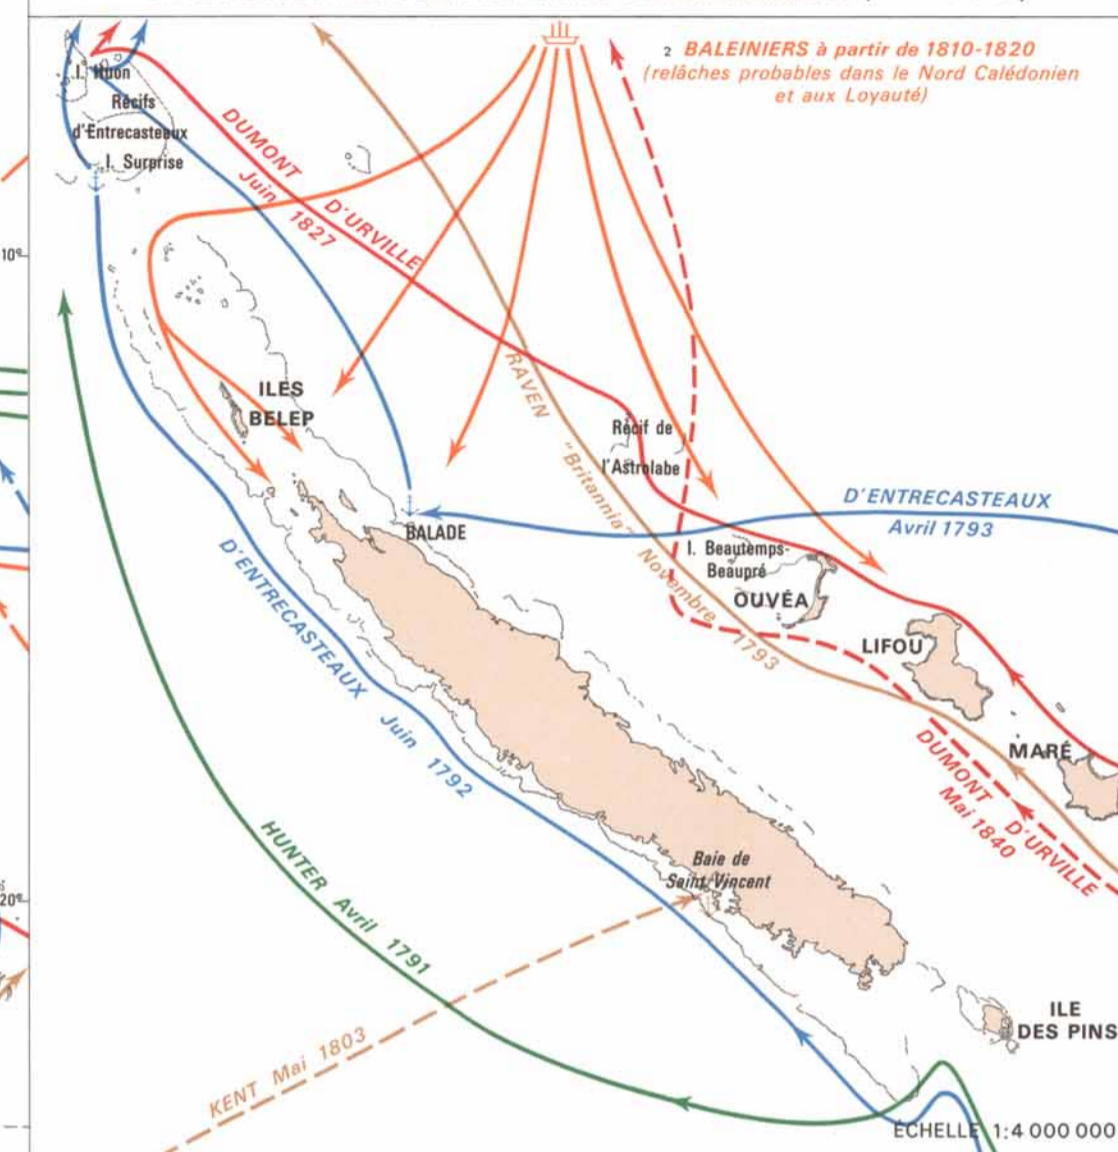 2 BALEINIERS à partir de 1810-1820
(relâches probables dans le Nord Calédonien
et aux Loyauté)
I. Huon
Récifs
d'Entrecasteaux
I. Surprise
DUMONT D'URVILLE
Juin 1827
10°
ILES
BELEP
RAVEN "Britannia" Novembre 1793
Récif de
l'Astrolabe
D'ENTRECASTEAUX
Avril 1793
BALADE
I. Beautemps-
Beaupré
OUVÉA
LIFOU
MARÉ
D'ENTRECASTEAUX Juin 1792
DUMONT D'URVILLE
Mai 1840
HUNTER Avril 1791
Baie de
Saint Vincent
20°
KENT Mai 1803
ILE
DES PINS
ÉCHELLE 1:4 000 000